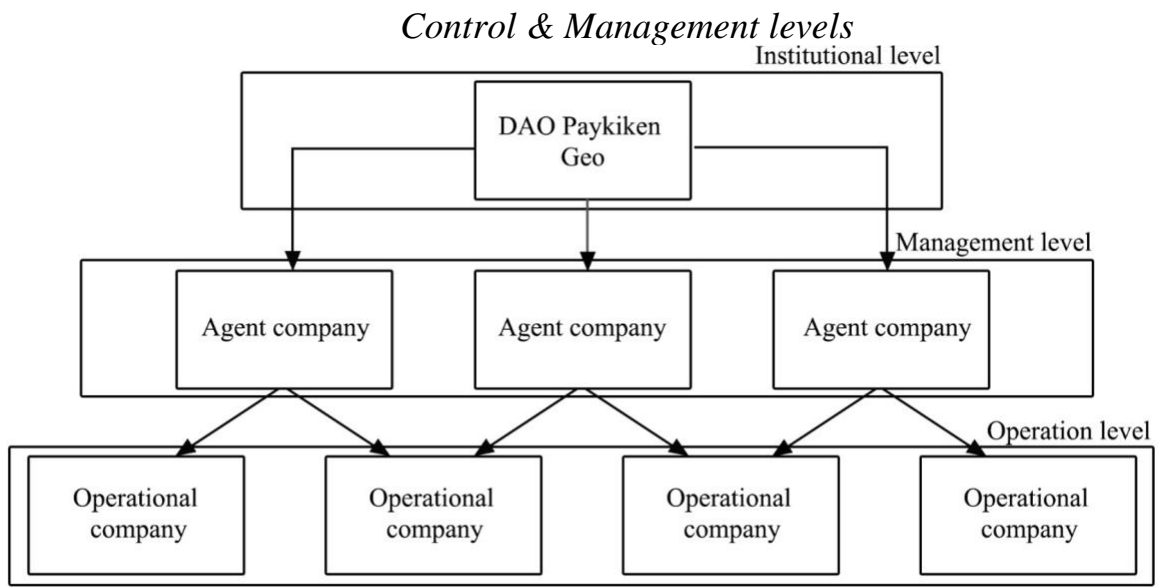 Control & Management levels
Institutional level
DAO Paykiken
Geo
Management level
Agent company
Agent company
Agent company
Operation level
Operational
company
Operational
company
Operational
company
Operational
company